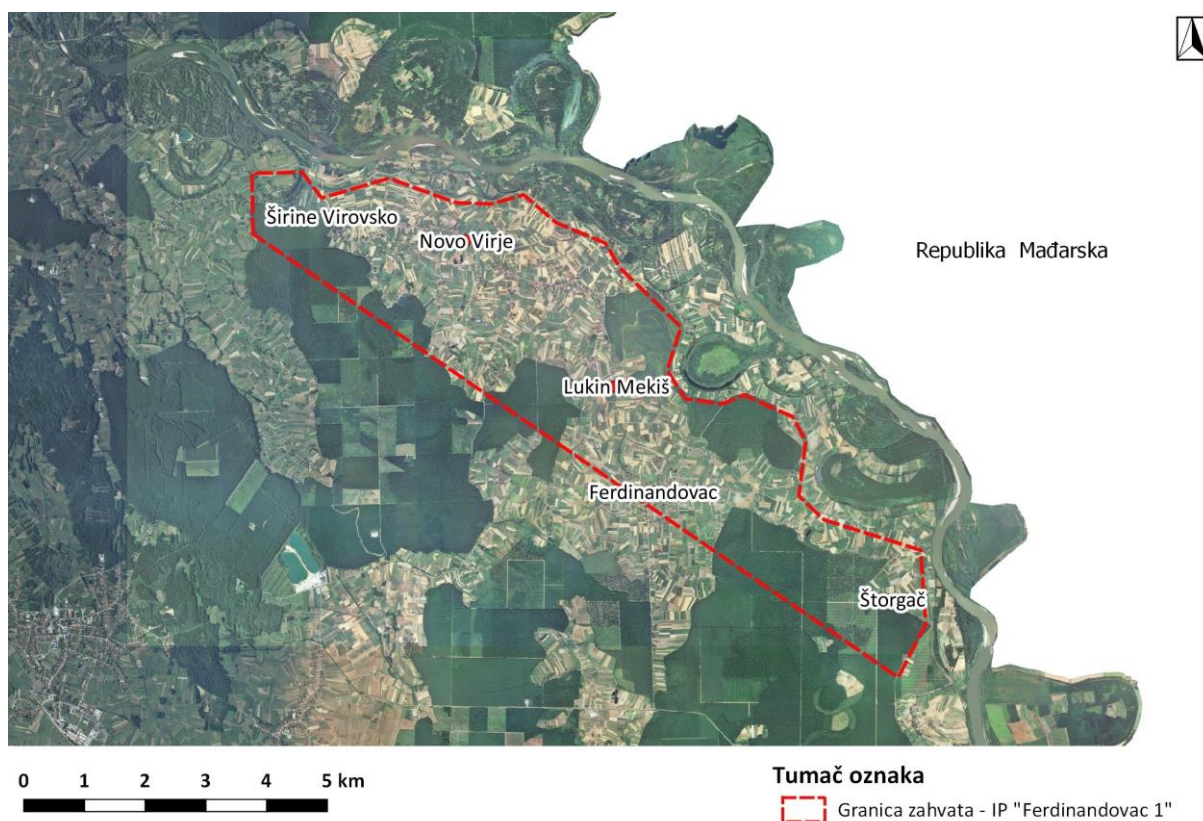 Širine Virovsko
Novo Virje
Republika Mađarska
Lukin Mekiš
Ferdinandovac
Štorgač
0 1 2 3 4 5 km
Tumač oznaka
Granica zahvata - IP "Ferdinandovac 1"